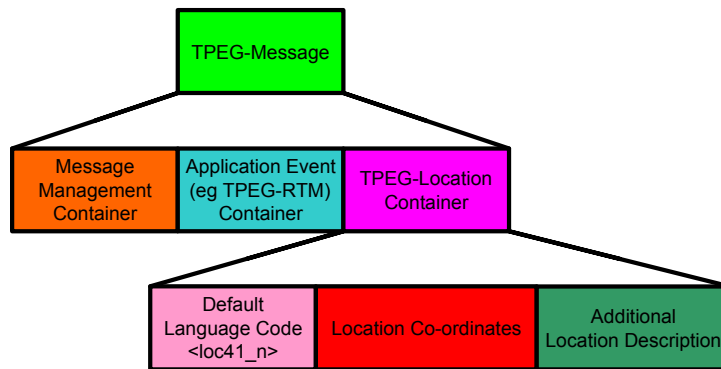 TPEG-Message
Message
Management
Container
Application Event
(eg TPEG-RTM)
Container
TPEG-Location
Container
Default
Language Code
<loc41_n>
Location Co-ordinates
Additional
Location Description